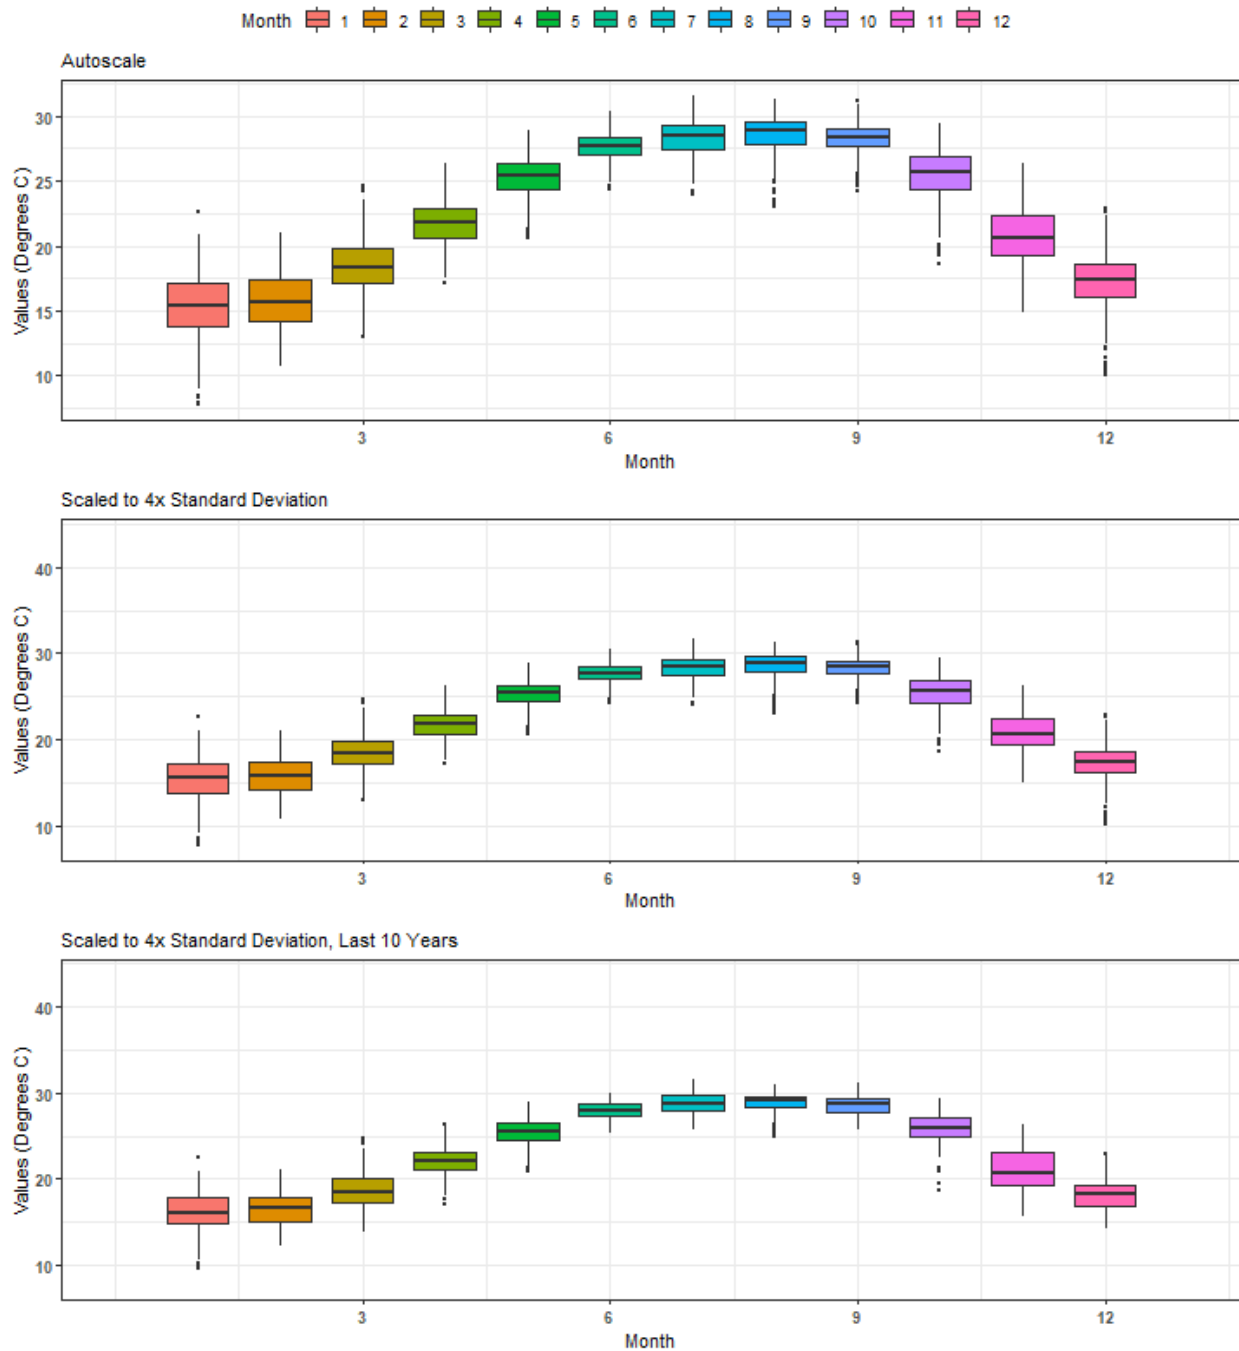 Month 1 2 3 4 5 6 7 8 9 10 11 12
Autoscale
Values (Degrees C)
30
25
20
15
10
3 6 9 12
Month
Scaled to 4x Standard Deviation
Values (Degrees C)
40
30
20
10
3 6 9 12
Month
Scaled to 4x Standard Deviation, Last 10 Years
Values (Degrees C)
40
30
20
10
3 6 9 12
Month